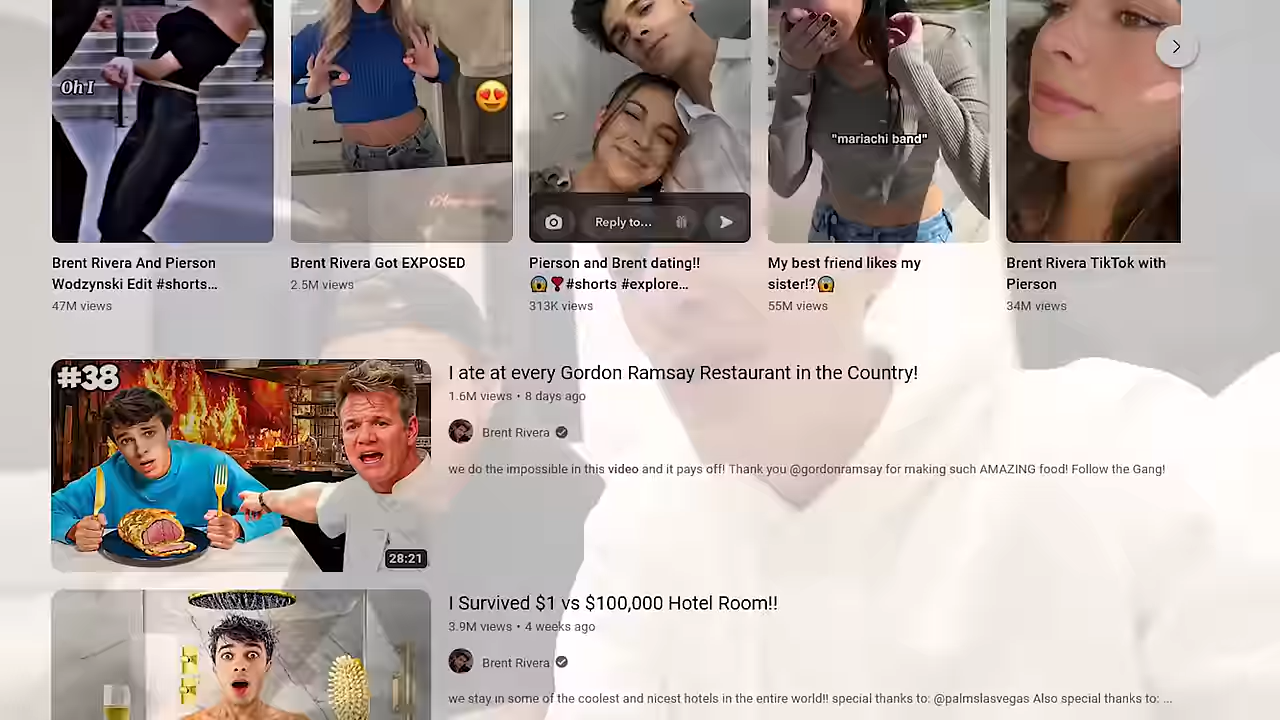 Oh I
"mariachi band"
Reply to...
Brent Rivera And Pierson
Wodzynski Edit #shorts...
47M views
Brent Rivera Got EXPOSED
2.5M views
Pierson and Brent dating!!
😱❣️#shorts #explore...
313K views
My best friend likes my
sister!?😱
55M views
Brent Rivera TikTok with
Pierson
34M views
#38
28:21
I ate at every Gordon Ramsay Restaurant in the Country!
1.6M views • 8 days ago
Brent Rivera
we do the impossible in this video and it pays off! Thank you @gordonramsay for making such AMAZING food! Follow the Gang!
I Survived $1 vs $100,000 Hotel Room!!
3.9M views • 4 weeks ago
Brent Rivera
we stay in some of the coolest and nicest hotels in the entire world!! special thanks to: @palmslasvegas Also special thanks to: ...